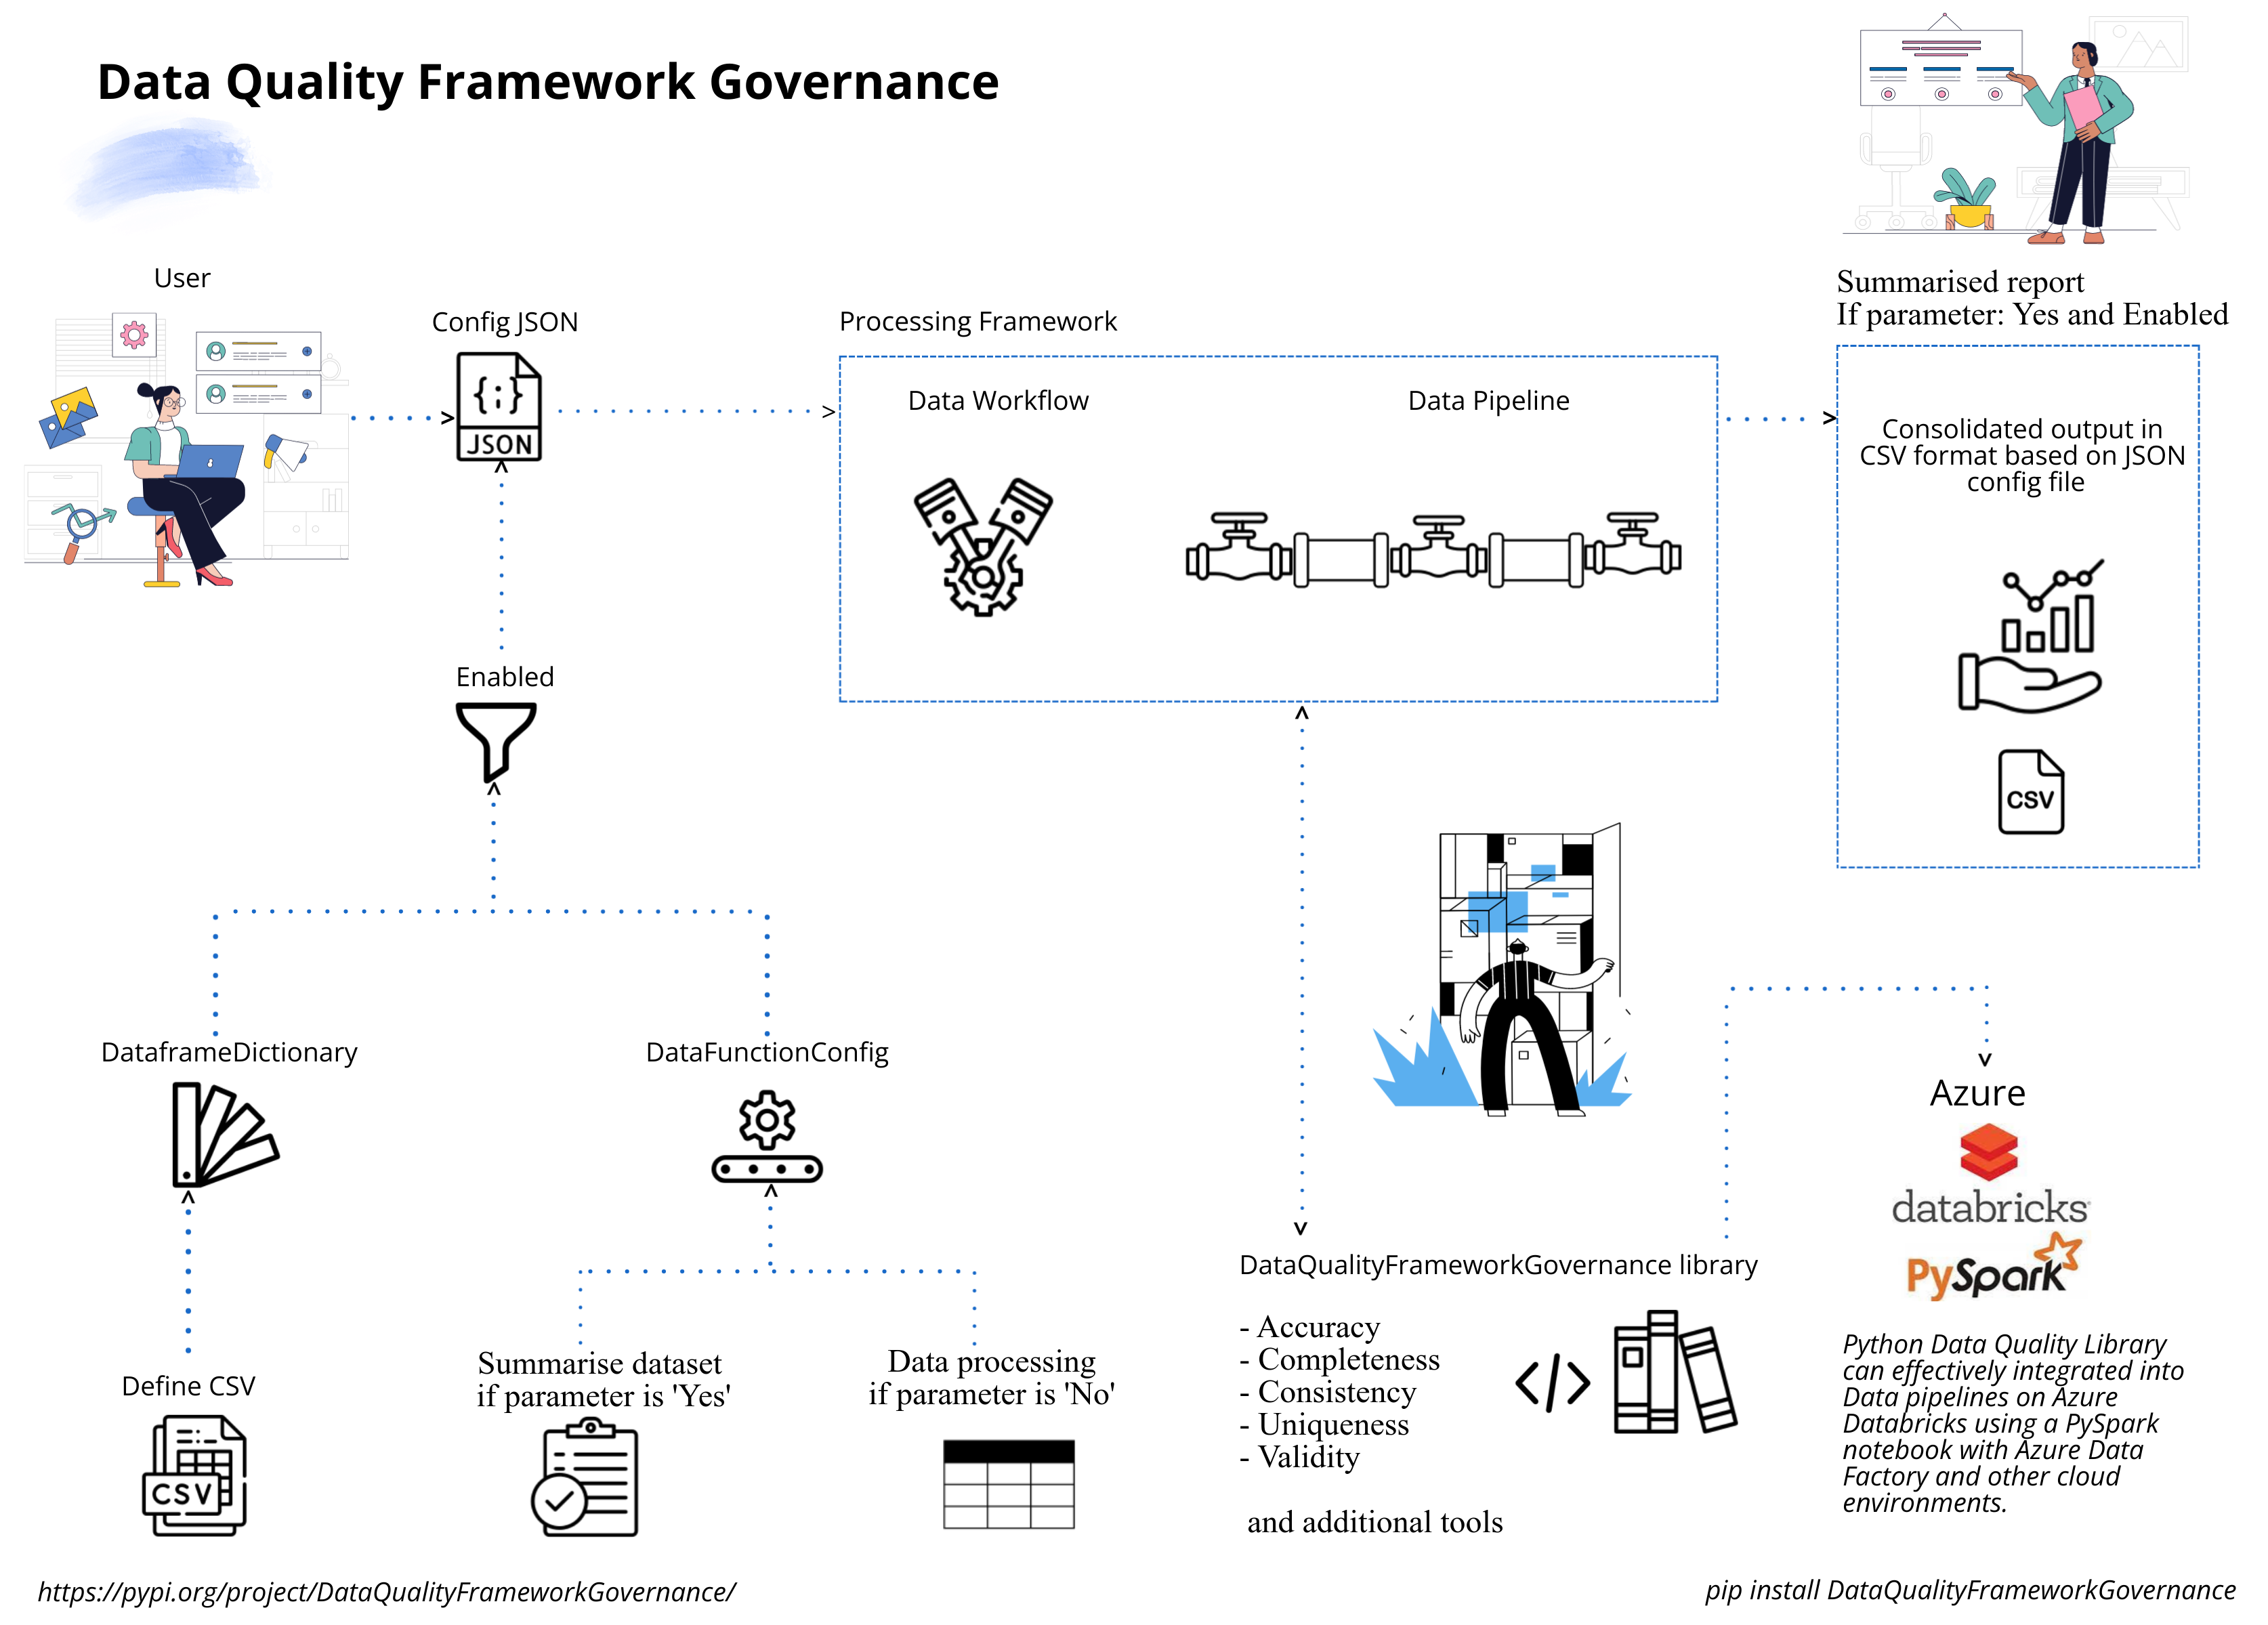 Data Quality Framework Governance
User
Config JSON
{;}
JSON
Processing Framework
Data Workflow
Data Pipeline
Summarised report
If parameter: Yes and Enabled
Consolidated output in
CSV format based on JSON
config file
CSV
Enabled
DataframeDictionary
DataFunctionConfig
Define CSV
CSV
Summarise dataset
if parameter is 'Yes'
Data processing
if parameter is 'No'
DataQualityFrameworkGovernance library
- Accuracy
- Completeness
- Consistency
- Uniqueness
- Validity
and additional tools
</>
Azure
databricks
PySpark
Python Data Quality Library
can effectively integrated into
Data pipelines on Azure
Databricks using a PySpark
notebook with Azure Data
Factory and other cloud
environments.
https://pypi.org/project/DataQualityFrameworkGovernance/
pip install DataQualityFrameworkGovernance